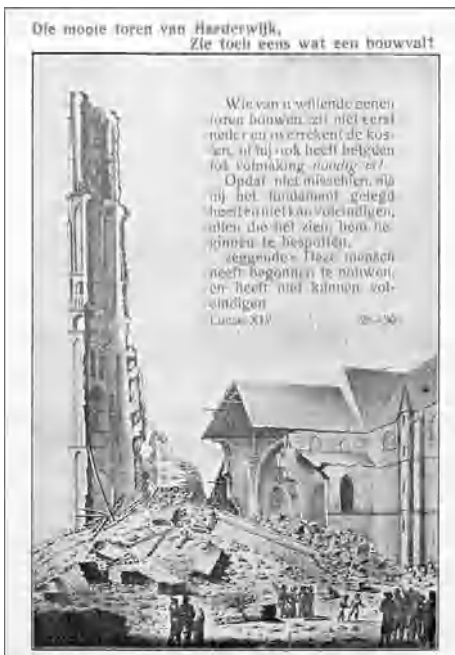 Die mooie toren van Harderwijk,
Zie toch eens wat een bouwval!
Wie van u willende eenen
toren bouwen, zit niet eerst
neder en overrekent de kos-
ten, of hij ook heeft hetgeen
tot volmaking noodig is?
Opdat niet misschien, als
hij het fundament gelegd
heeft en niet kan voleindigen,
allen die het zien, hem be-
ginnen te bespotten,
zeggende: Deze mensch
heeft begonnen te bouwen,
en heeft niet kunnen vol-
eindigen
Lucas XIV 28-30